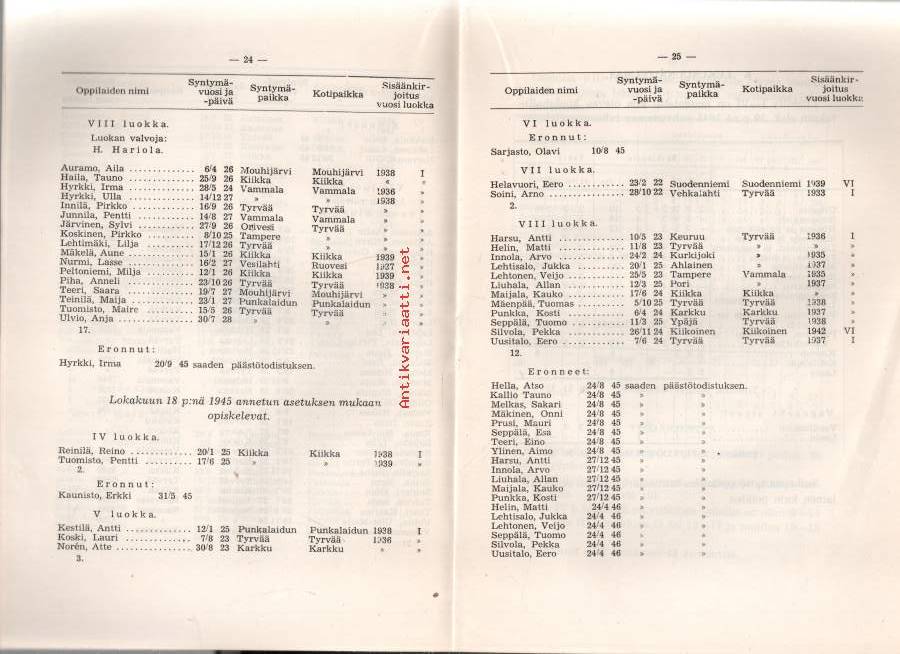 — 24 —
Oppilaiden nimi Syntymä-vuosi ja -päivä Syntymä-paikka Kotipaikka Sisäänkir-joitus vuosi luokka
VIII luokka.
Luokan valvoja:
H. Hariola.
Auramo, Aila 6/4 26 Mouhijärvi Mouhijärvi 1938 I
Haila, Tauno 25/9 26 Kiikka Kiikka « »
Hyrkki, Irma 28/5 24 Vammala Vammala 1936 »
Hyrkki, Ulla 14/12 27 » » 1938 »
Innilä, Pirkko 16/9 26 Tyrvää Tyrvää » »
Junnila, Pentti 14/8 27 Vammala Vammala » »
Järvinen, Sylvi 27/9 26 Orivesi Tyrvää » »
Koskinen, Pirkko 8/10 25 Tampere » » »
Lehtimäki, Lilja 17/12 26 Tyrvää » » »
Mäkelä, Aune 15/1 26 Kiikka Kiikka 1939 »
Nurmi, Lasse 16/2 27 Vesilahti Ruovesi 1937 »
Peltoniemi, Milja 12/1 26 Kiikka Kiikka 1939 »
Piha, Anneli 23/10 26 Tyrvää Tyrvää 1938 »
Teeri, Saara 19/7 27 Mouhijärvi Mouhijärvi » »
Teinilä, Maija 23/1 27 Punkalaidun Punkalaidun » »
Tuomisto, Maire 15/5 26 Tyrvää Tyrvää » »
Ulvio, Anja 30/7 28 » » »
17.
Eronnut:
Hyrkki, Irma 20/9 45 saaden päästötodistuksen.
Lokakuun 18 p:nä 1945 annetun asetuksen mukaan
opiskelevat.
IV luokka.
Reinilä, Reino 20/1 25 Kiikka Kiikka 1938 I
Tuomisto, Pentti 17/6 25 » » 1939 »
2.
Eronnut:
Kaunisto, Erkki 31/5 45
V luokka.
Kestilä, Antti 12/1 25 Punkalaidun Punkalaidun 1938 I
Koski, Lauri 7/8 23 Tyrvää Tyrvää 1936 »
Norén, Atte 30/8 23 Karkku Karkku » »
3.
Antikvariaatti.net
— 25 —
Oppilaiden nimi Syntymä-vuosi ja -päivä Syntymä-paikka Kotipaikka Sisäänkir-joitus vuosi luokka
VI luokka.
Eronnut:
Sarjasto, Olavi 10/8 45
VII luokka.
Helavuori, Eero 23/2 22 Suodenniemi Suodenniemi 1939 VI
Soini, Arno 28/10 22 Vehkalahti Tyrvää 1933 I
2.
VIII luokka.
Harsu, Antti 10/5 23 Keuruu Tyrvää 1936 I
Helin, Matti 11/8 23 Tyrvää » » »
Innola, Arvo 24/2 24 Kurkijoki » 1935 »
Lehtisalo, Jukka 20/1 25 Ahlainen » 1937 »
Lehtonen, Veijo 25/5 23 Tampere Vammala 1935 »
Liuhala, Allan 12/3 25 Pori » 1937 »
Maijala, Kauko 17/6 24 Kiikka Kiikka » »
Mäenpää, Tuomas 5/10 25 Tyrvää Tyrvää 1938 »
Punkka, Kosti 6/4 24 Karkku Karkku 1937 »
Seppälä, Tuomo 11/3 25 Ypäjä Tyrvää 1938 »
Silvola, Pekka 26/11 24 Kiikoinen Kiikoinen 1942 VI
Uusitalo, Eero 7/6 24 Tyrvää Tyrvää 1937 I
12.
Eronneet:
Hella, Atso 24/8 45 saaden päästötodistuksen.
Kallio Tauno 24/8 45 » »
Melkas, Sakari 24/8 45 » »
Mäkinen, Onni 24/8 45 » »
Prusi, Mauri 24/8 45 » »
Seppälä, Esa 24/8 45 » »
Teeri, Eino 24/8 45 » »
Ylinen, Aimo 24/8 45 » »
Harsu, Antti 27/12 45 » »
Innola, Arvo 27/12 45 » »
Liuhala, Allan 27/12 45 » »
Maijala, Kauko 27/12 45 » »
Punkka, Kosti 27/12 45 » »
Helin, Matti 24/4 46 » »
Lehtisalo, Jukka 24/4 46 » »
Lehtonen, Veijo 24/4 46 » »
Seppälä, Tuomo 24/4 46 » »
Silvola, Pekka 24/4 46 » »
Uusitalo, Eero 24/4 46 » »